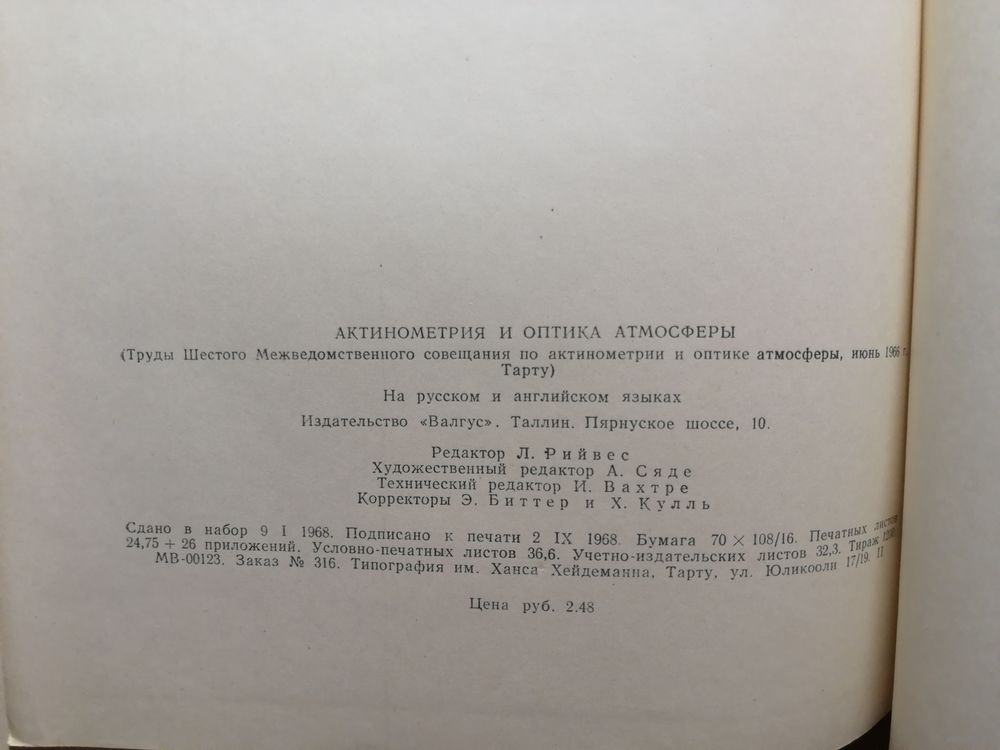 АКТИНОМЕТРИЯ И ОПТИКА АТМОСФЕРЫ
(Труды Шестого Межведомственного совещания по актинометрии и оптике атмосферы, июнь 1966 г.
Тарту)
На русском и английском языках
Издательство «Валгус». Таллин. Пярнуское шоссе, 10.
Редактор Л. Рийвес
Художественный редактор А. Сяде
Технический редактор И. Вахтре
Корректоры Э. Биттер и Х. Кулль
Сдано в набор 9 I 1968. Подписано к печати 2 IX 1968. Бумага 70 × 108/16. Печатных листов
24,75 + 26 приложений. Условно-печатных листов 36,6. Учетно-издательских листов 32,3. Тираж 1200.
МВ-00123. Заказ № 316. Типография им. Ханса Хейдеманна, Тарту, ул. Юликооли 17/19. II
Цена руб. 2.48